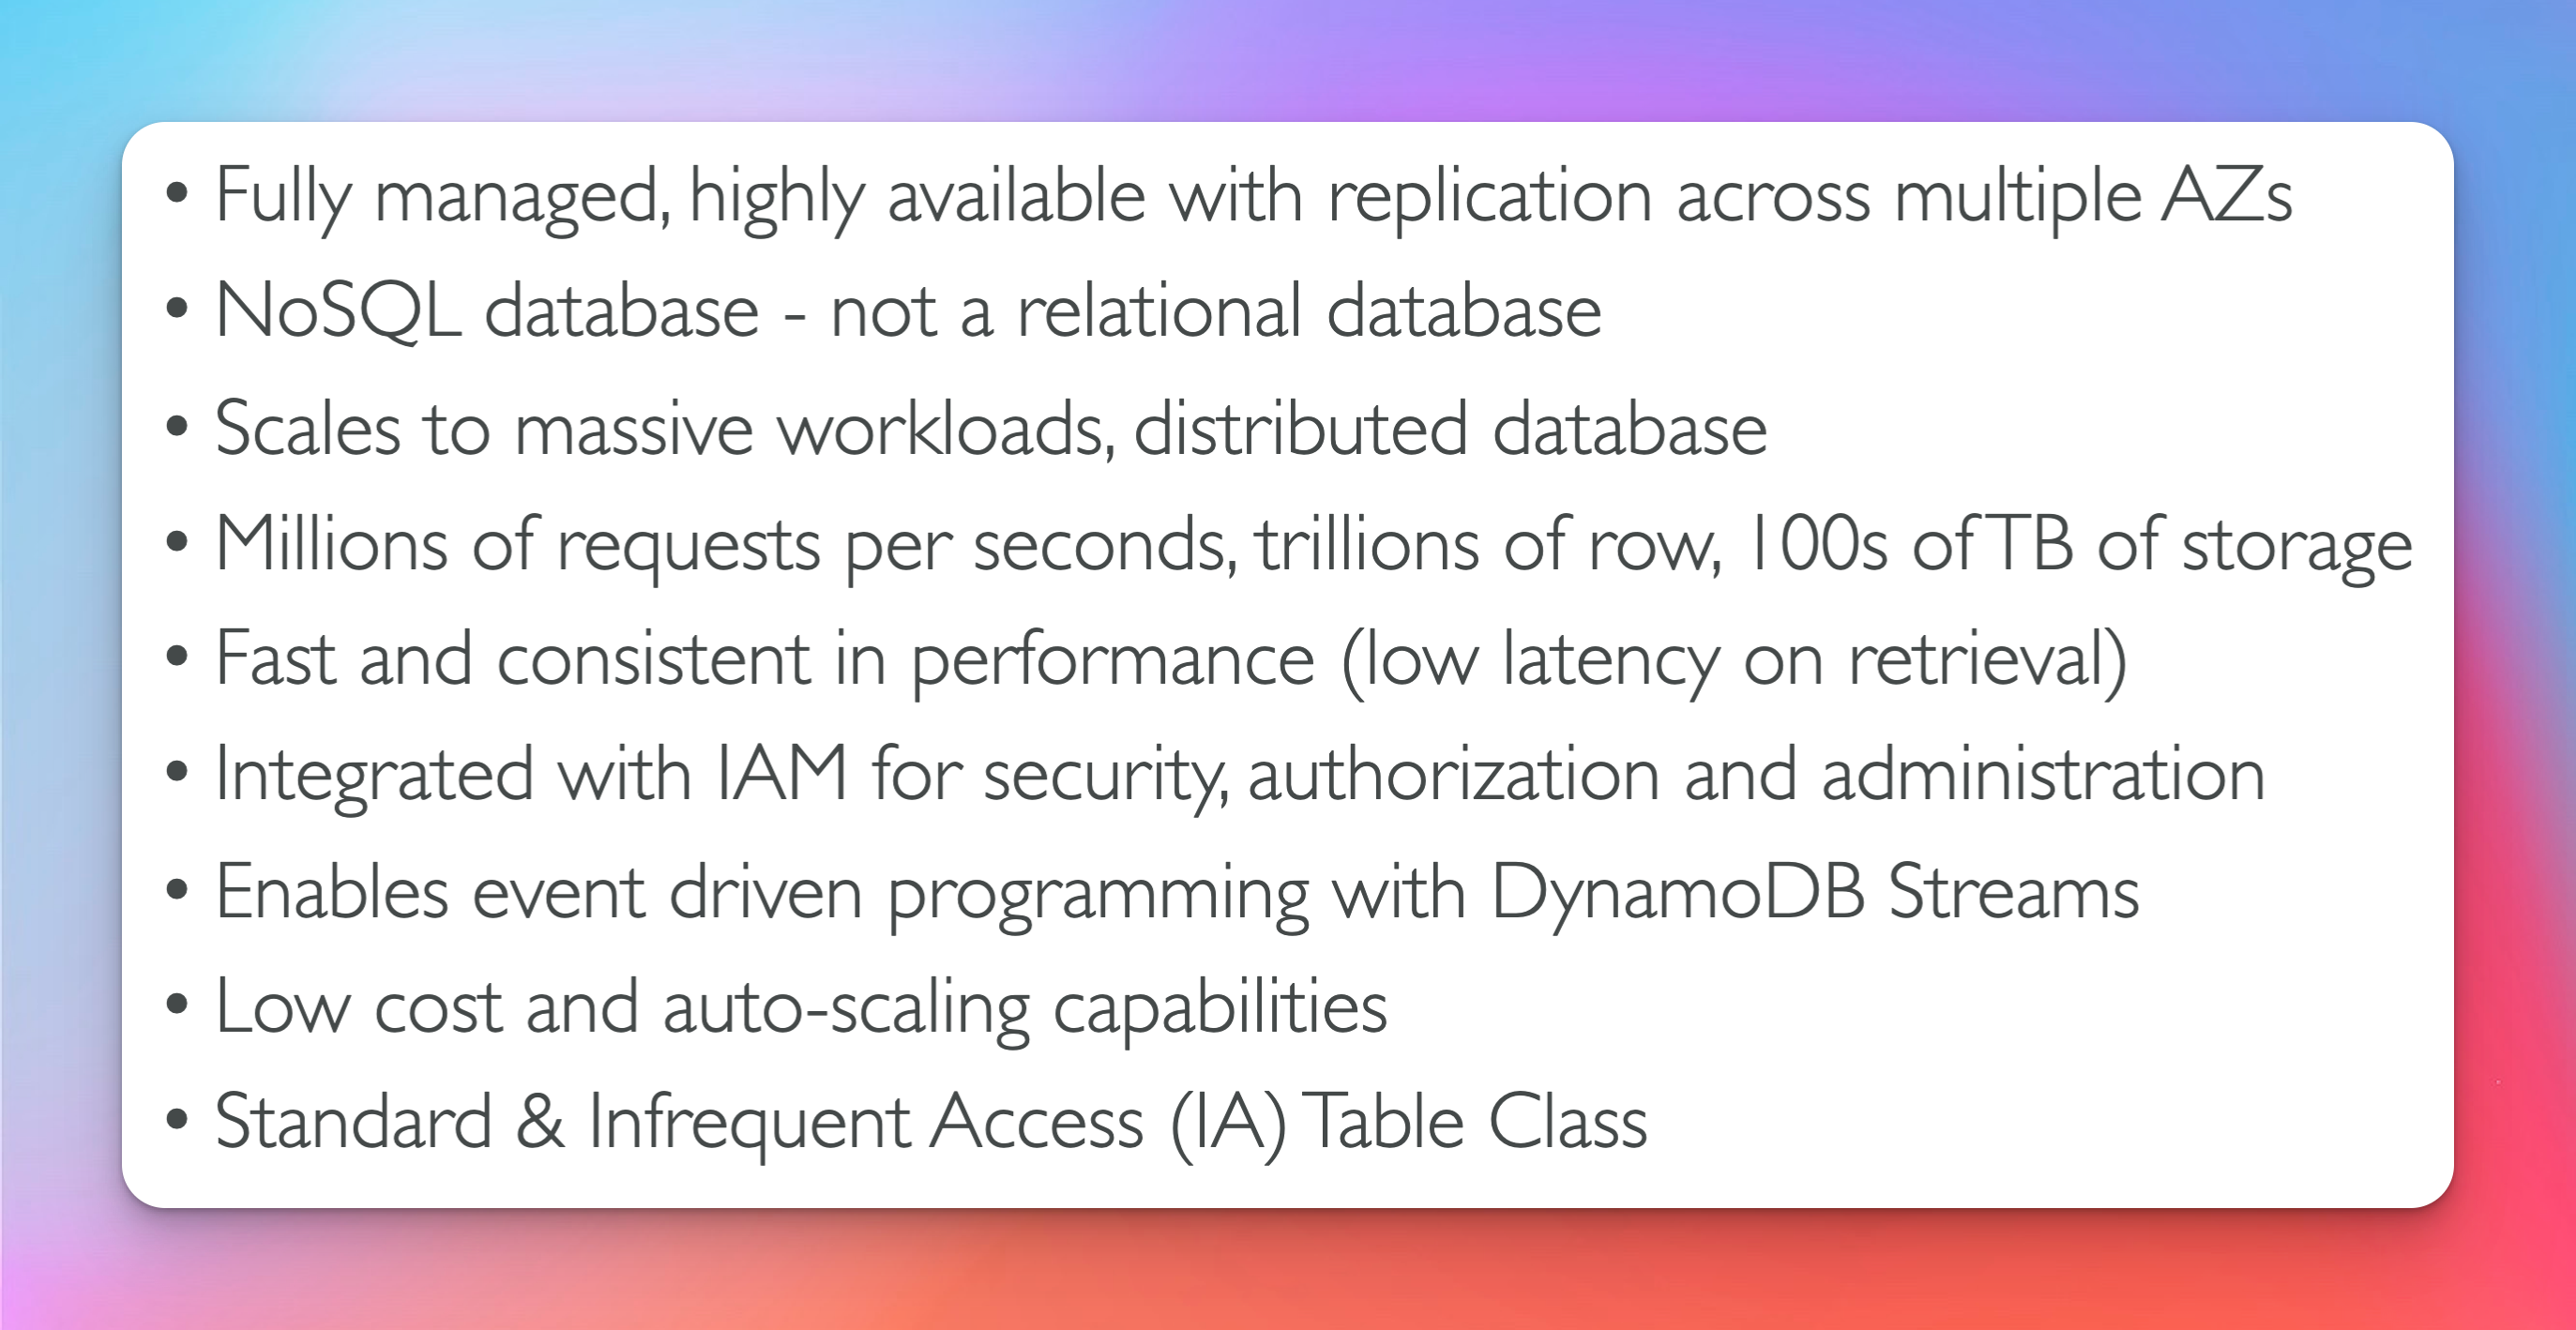 • Fully managed, highly available with replication across multiple AZs
• NoSQL database - not a relational database
• Scales to massive workloads, distributed database
• Millions of requests per seconds, trillions of row, 100s of TB of storage
• Fast and consistent in performance (low latency on retrieval)
• Integrated with IAM for security, authorization and administration
• Enables event driven programming with DynamoDB Streams
• Low cost and auto-scaling capabilities
• Standard & Infrequent Access (IA) Table Class